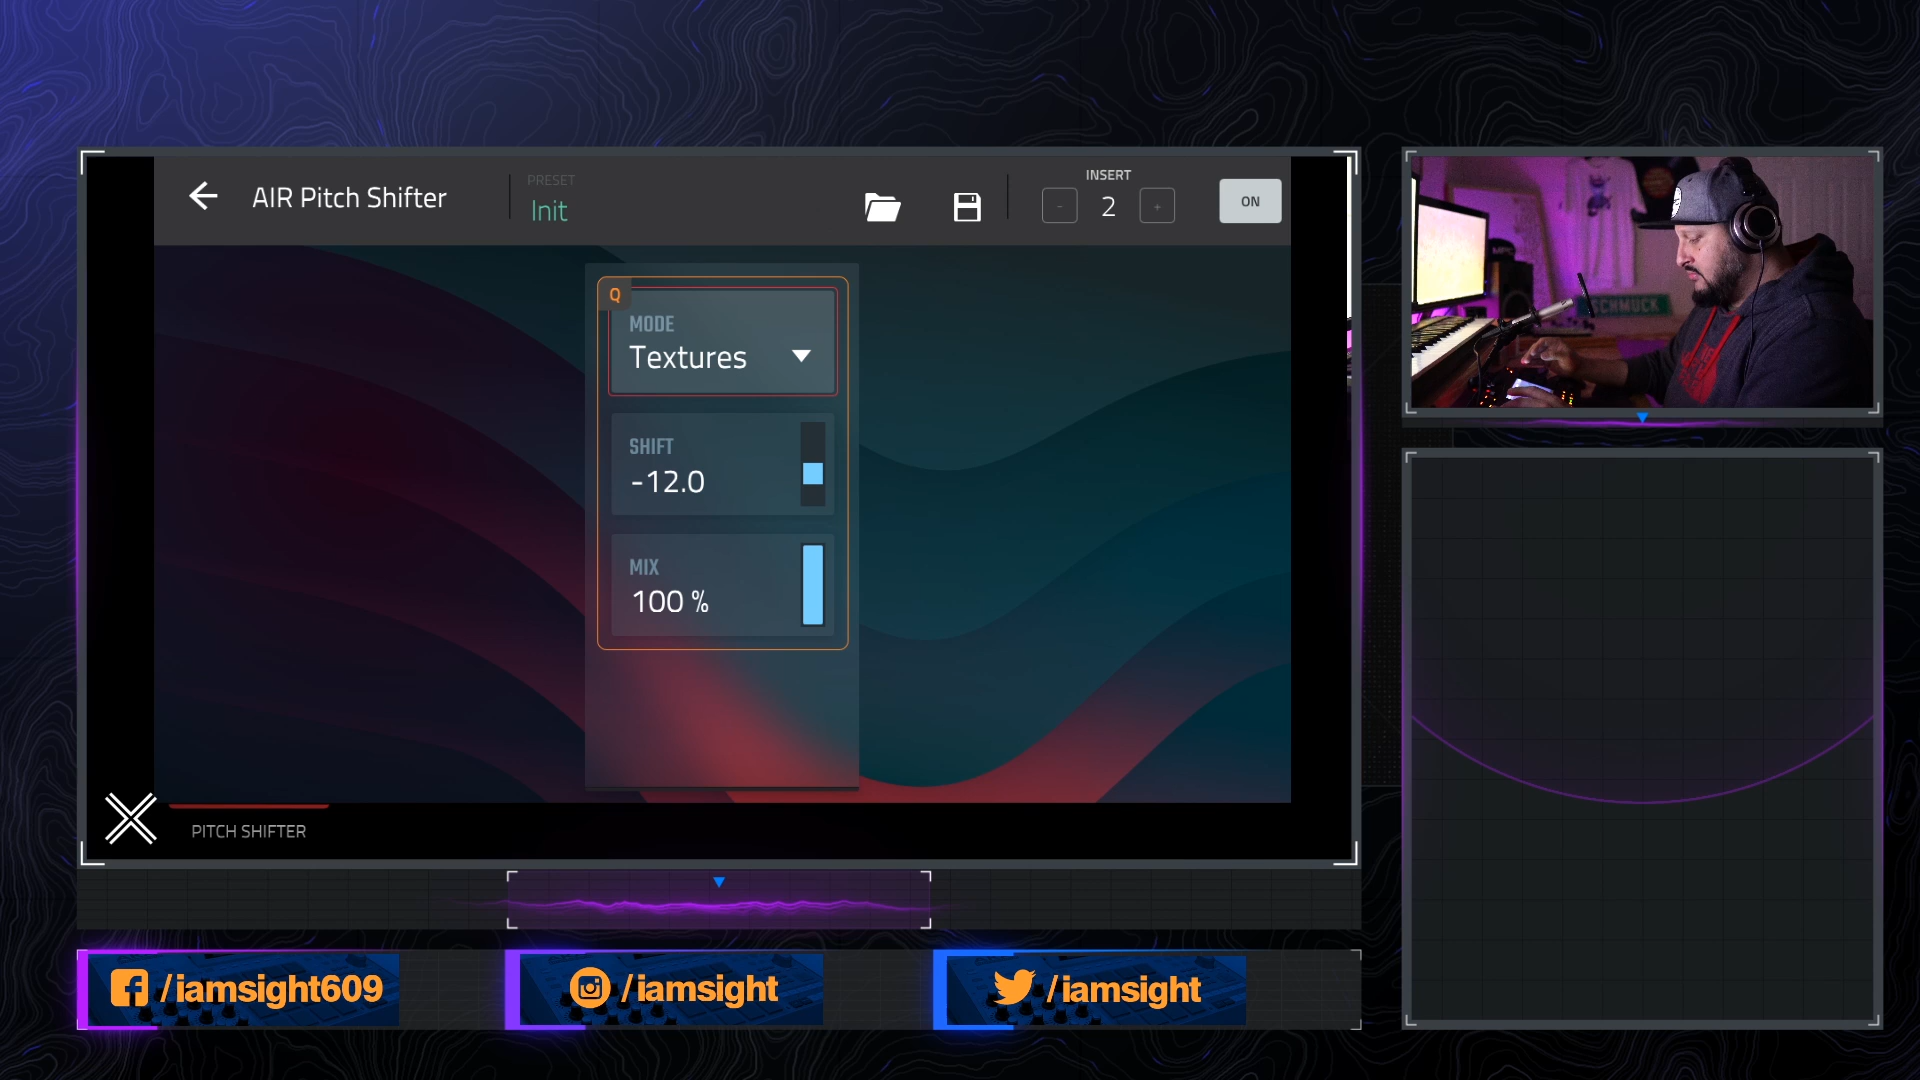 AIR Pitch Shifter
PRESET
Init
INSERT
-
2
+
ON
Q
MODE
Textures
SHIFT
-12.0
MIX
100 %
PITCH SHIFTER
SCHMUCK
/iamsight609
/iamsight
/iamsight